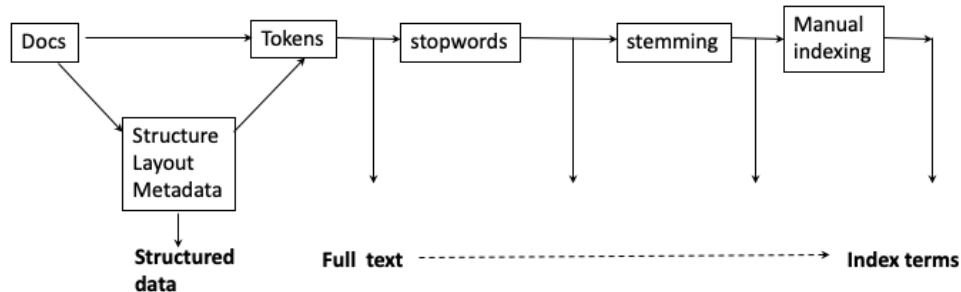 Docs
Tokens
stopwords
stemming
Manual
indexing
Structure
Layout
Metadata
Structured
data
Full text
Index terms